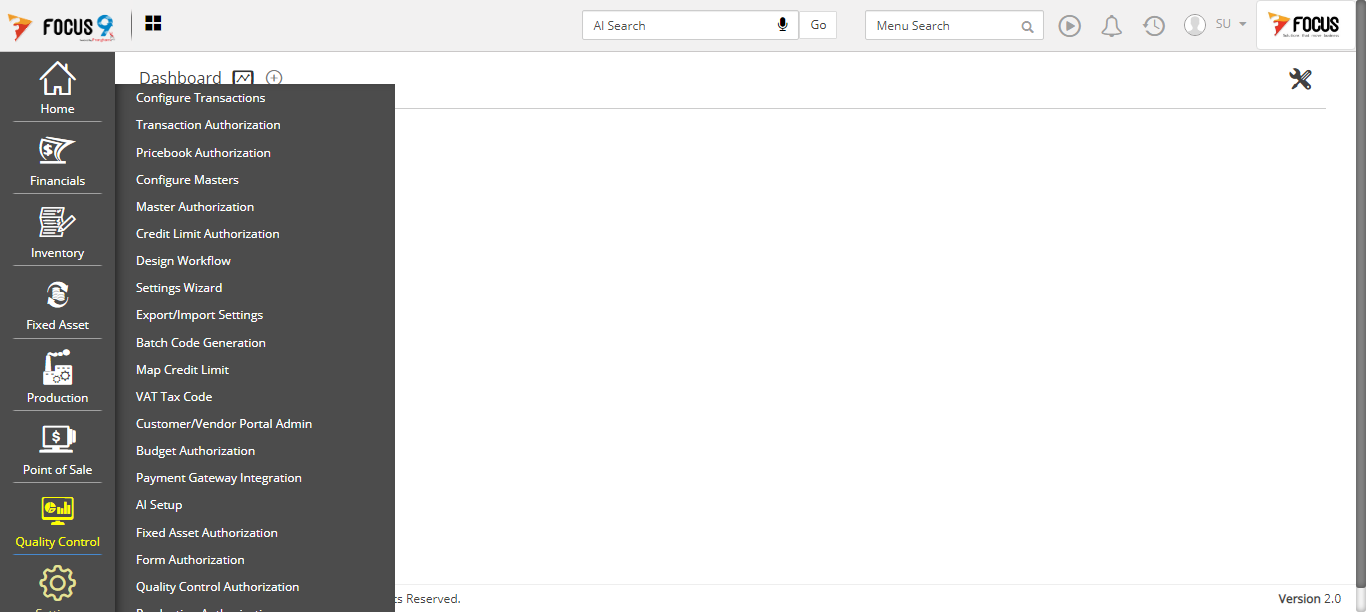 FOCUS 9
AI Search
Go
Menu Search
SU
FOCUS
Home
Financials
Inventory
Fixed Asset
Production
Point of Sale
Quality Control
Dashboard
Configure Transactions
Transaction Authorization
Pricebook Authorization
Configure Masters
Master Authorization
Credit Limit Authorization
Design Workflow
Settings Wizard
Export/Import Settings
Batch Code Generation
Map Credit Limit
VAT Tax Code
Customer/Vendor Portal Admin
Budget Authorization
Payment Gateway Integration
AI Setup
Fixed Asset Authorization
Form Authorization
Quality Control Authorization
ts Reserved.
Version 2.0